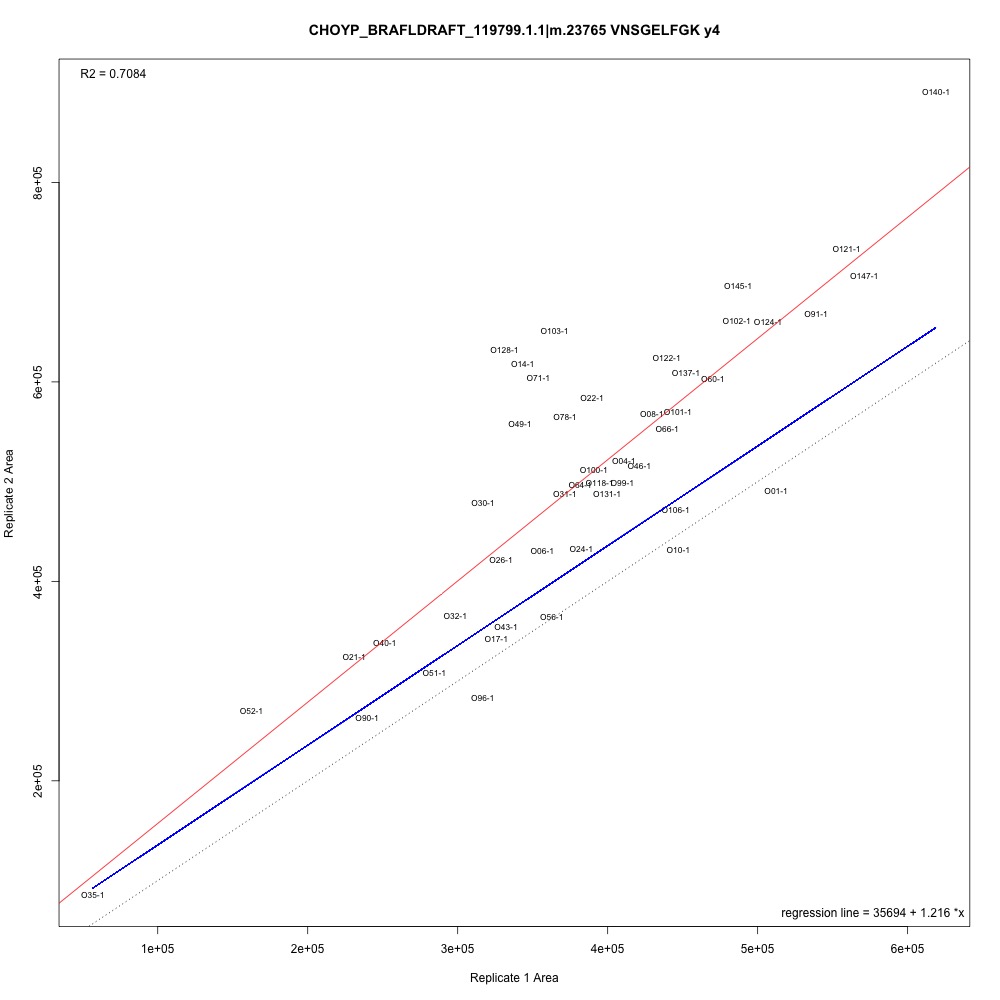 CHOYP_BRAFLDRAFT_119799.1.1|m.23765 VNSGELFGK y4
R2 = 0.7084
O140-1
8e+05
O121-1
O147-1
O145-1
O91-1
O102-1
O124-1
O103-1
O128-1
O14-1
O122-1
O137-1
O71-1
O60-1
6e+05
O22-1
O08-1
O101-1
O78-1
O49-1
O66-1
O04-1
O46-1
O100-1
O64-1
O118-1
O99-1
O31-1
O131-1
O01-1
O30-1
O106-1
Replicate 2 Area
O06-1
O24-1
O10-1
O26-1
4e+05
O32-1
O56-1
O43-1
O17-1
O40-1
O21-1
O51-1
O96-1
O52-1
O90-1
2e+05
O35-1
regression line = 35694 + 1.216 *x
1e+05 2e+05 3e+05 4e+05 5e+05 6e+05
Replicate 1 Area